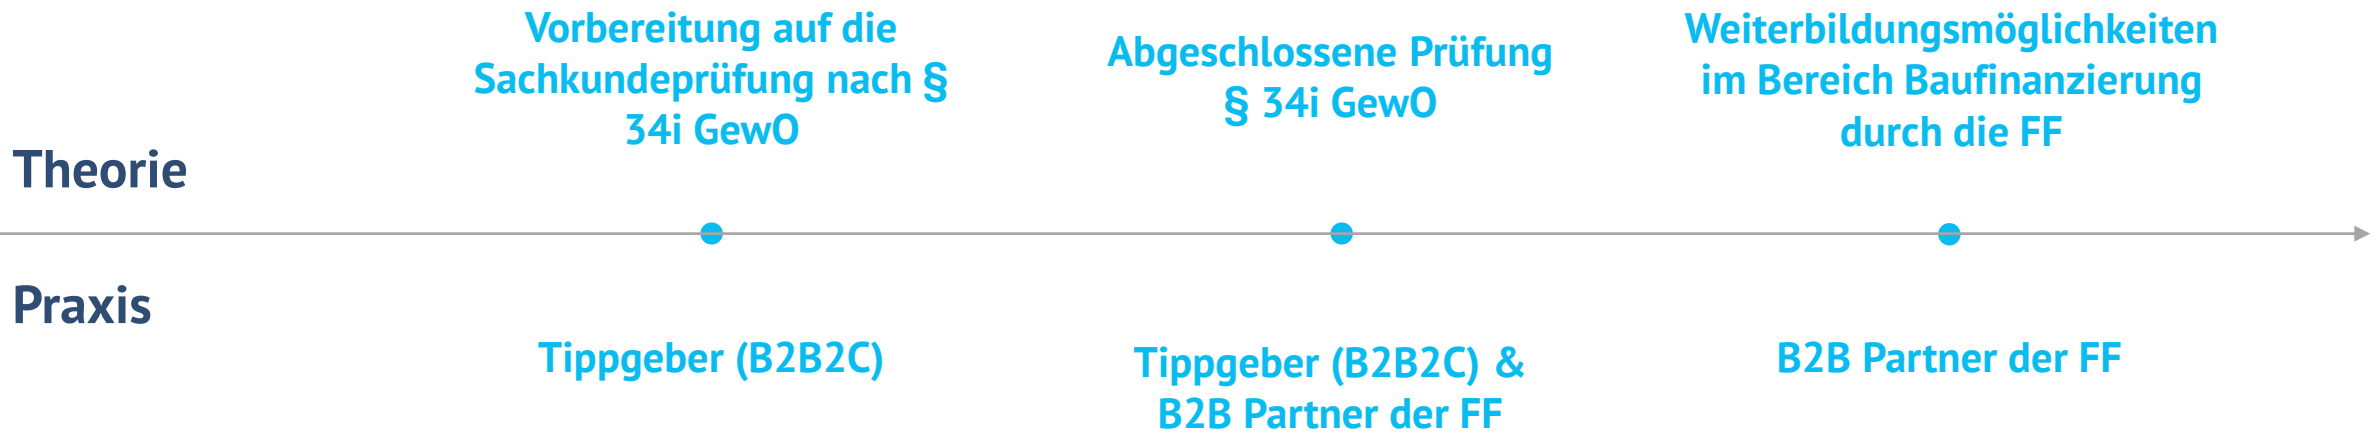 Vorbereitung auf die
Sachkundeprüfung nach §
34i GewO
Abgeschlossene Prüfung
§ 34i GewO
Weiterbildungsmöglichkeiten
im Bereich Baufinanzierung
durch die FF
Theorie
Praxis
Tippgeber (B2B2C)
Tippgeber (B2B2C) &
B2B Partner der FF
B2B Partner der FF